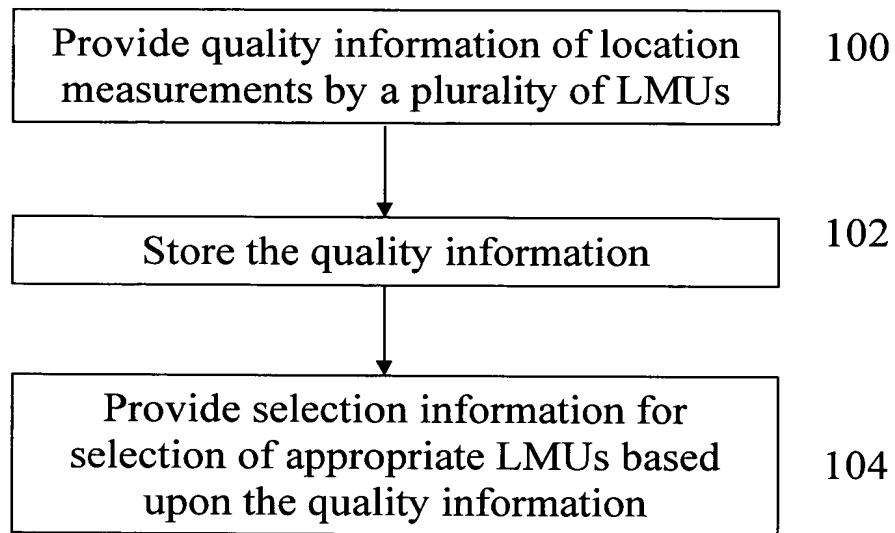 Provide quality information of location
measurements by a plurality of LMUs
100
Store the quality information
102
Provide selection information for
selection of appropriate LMUs based
upon the quality information
104